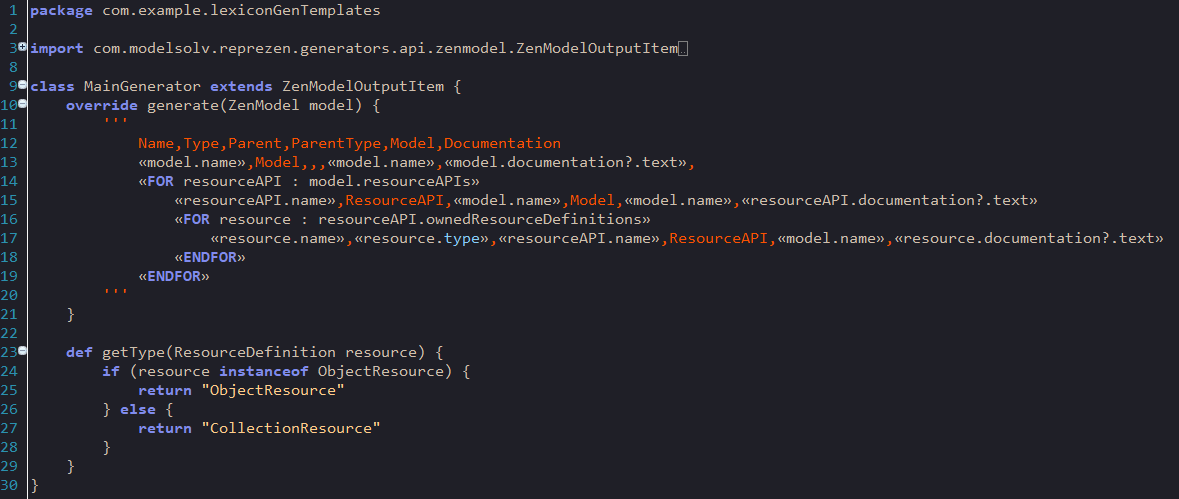 1 package com.example.lexiconGenTemplates
2
3 import com.modelsolv.reprezen.generators.api.zenmodel.ZenModelOutputItem..
8
9 class MainGenerator extends ZenModelOutputItem {
10     override generate(ZenModel model) {
11         '''
12             Name,Type,Parent,ParentType,Model,Documentation
13             «model.name»,Model,,,«model.name»,«model.documentation?.text»,
14             «FOR resourceAPI : model.resourceAPIs»
15                 «resourceAPI.name»,ResourceAPI,«model.name»,Model,«model.name»,«resourceAPI.documentation?.text»
16                 «FOR resource : resourceAPI.ownedResourceDefinitions»
17                     «resource.name»,«resource.type»,«resourceAPI.name»,ResourceAPI,«model.name»,«resource.documentation?.text»
18                 «ENDFOR»
19             «ENDFOR»
20         '''
21     }
22
23     def getType(ResourceDefinition resource) {
24         if (resource instanceof ObjectResource) {
25             return "ObjectResource"
26         } else {
27             return "CollectionResource"
28         }
29     }
30 }